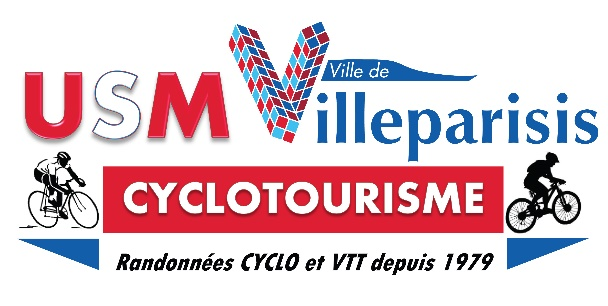 Ville de
USM Villeparisis
CYCLOTOURISME
Randonnées CYCLO et VTT depuis 1979